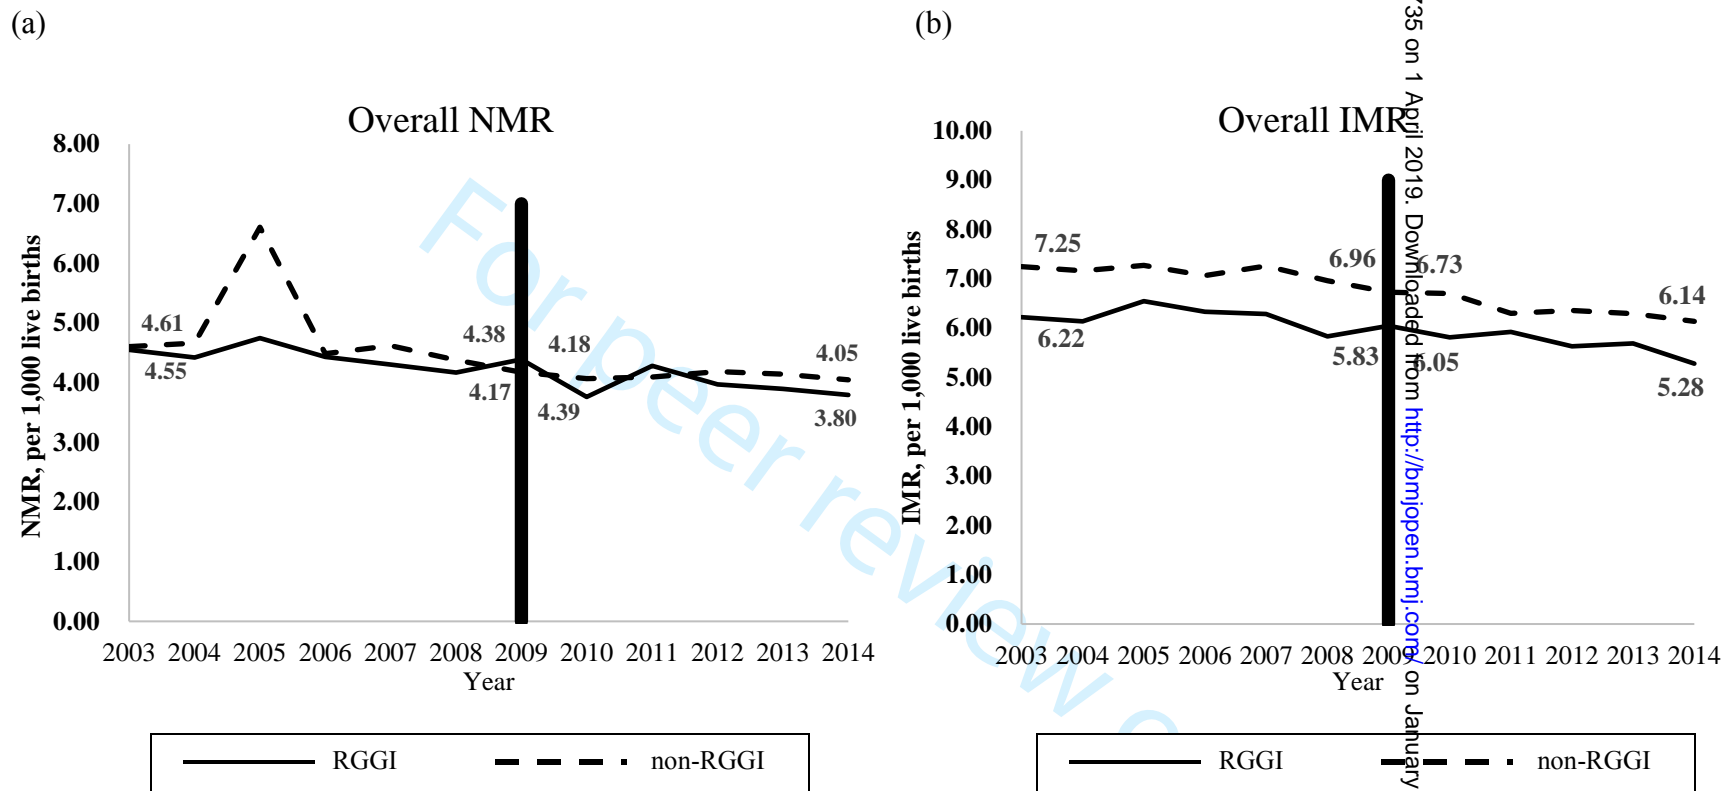 (a)
Overall NMR
8.00
7.00
6.00
5.00
4.00
3.00
2.00
1.00
0.00
NMR, per 1,000 live births
4.61
4.55
4.38
4.17
4.18
4.39
4.05
3.80
2003 2004 2005 2006 2007 2008 2009 2010 2011 2012 2013 2014
Year
RGGI non-RGGI
(b)
Overall IMR
10.00
9.00
8.00
7.00
6.00
5.00
4.00
3.00
2.00
1.00
0.00
IMR, per 1,000 live births
7.25
6.22
6.96
5.83
6.73
6.05
6.14
5.28
2003 2004 2005 2006 2007 2008 2009 2010 2011 2012 2013 2014
Year
RGGI non-RGGI
For peer review
735 on 1 April 2019. Downloaded from http://bmjopen.bmj.com/ on January